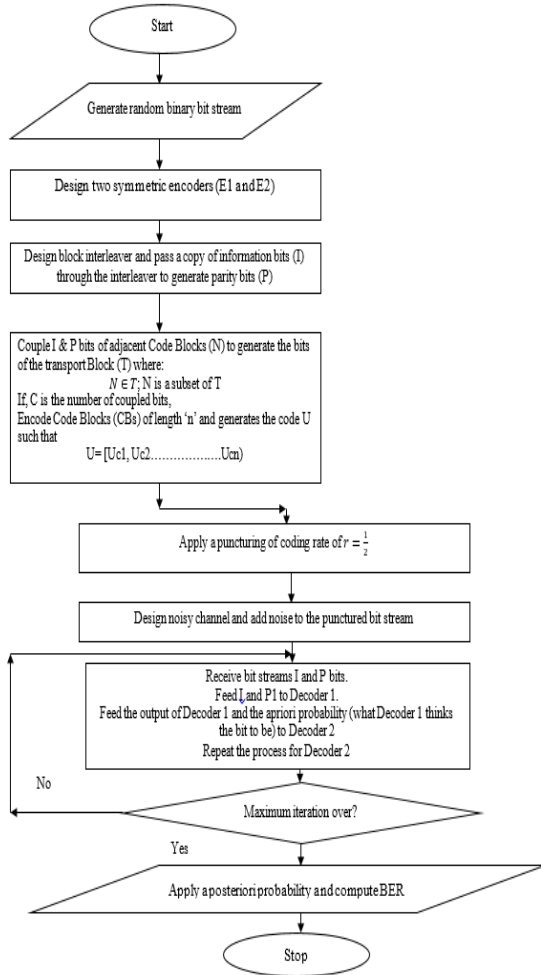 Start
Generate random binary bit stream
Design two symmetric encoders (E1 and E2)
Design block interleaver and pass a copy of information bits (I)
through the interleaver to generate parity bits (P)
Couple I & P bits of adjacent Code Blocks (N) to generate the bits
of the transport Block (T) where:
N ∈ T; N is a subset of T
If, C is the number of coupled bits,
Encode Code Blocks (CBs) of length ‘n’ and generates the code U
such that
U= [Uc1, Uc2...................Ucn)
Apply a puncturing of coding rate of r = 1/2
Design noisy channel and add noise to the punctured bit stream
Receive bit streams I and P bits.
Feed I and P1 to Decoder 1.
Feed the output of Decoder 1 and the apriori probability (what Decoder 1 thinks
the bit to be) to Decoder 2
Repeat the process for Decoder 2
No
Maximum iteration over?
Yes
Apply a posteriori probability and compute BER
Stop